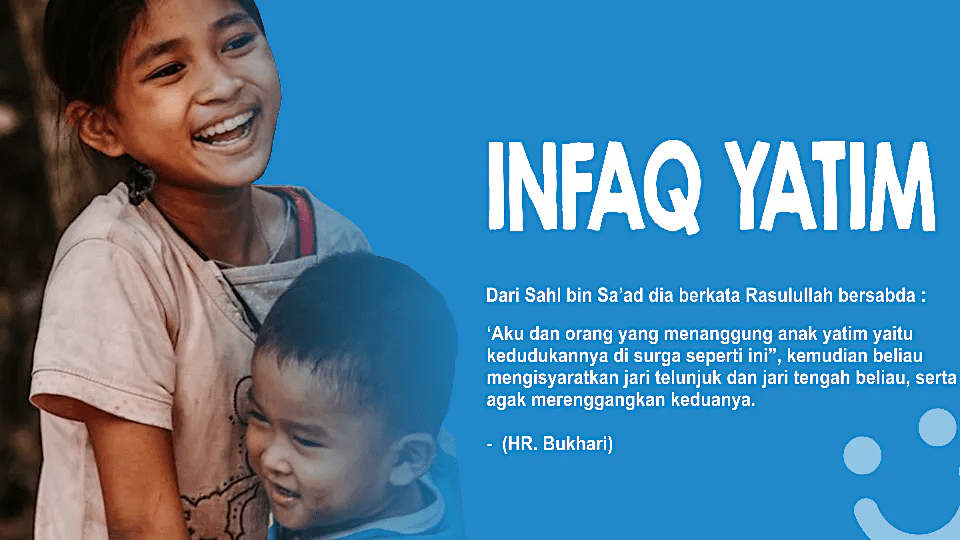 INFAQ YATIM
Dari Sahl bin Sa’ad dia berkata Rasulullah bersabda :
‘Aku dan orang yang menanggung anak yatim yaitu
kedudukannya di surga seperti ini”, kemudian beliau
mengisyaratkan jari telunjuk dan jari tengah beliau, serta
agak merenggangkan keduanya.
- (HR. Bukhari)